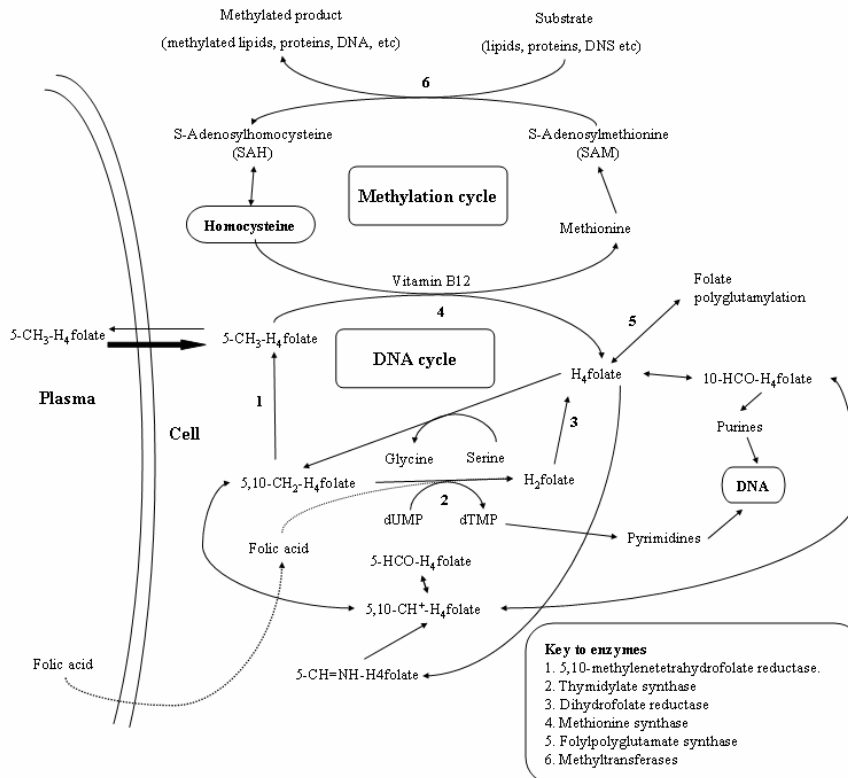 Methylated product
(methylated lipids, proteins, DNA, etc)
Substrate
(lipids, proteins, DNS etc)
6
S-Adenosylhomocysteine
(SAH)
S-Adenosylmethionine
(SAM)
Methylation cycle
Homocysteine
Methionine
Vitamin B12
4
Folate
polyglutamylation
5
5-CH₃-H₄folate
5-CH₃-H₄folate
DNA cycle
H₄folate
10-HCO-H₄folate
Plasma
1
3
Purines
Cell
Glycine
Serine
5,10-CH₂-H₄folate
H₂folate
DNA
2
dUMP
dTMP
Folic acid
Pyrimidines
5-HCO-H₄folate
5,10-CH⁺-H₄folate
Folic acid
5-CH=NH-H4folate
Key to enzymes
1. 5,10-methylenetetrahydrofolate reductase.
2. Thymidylate synthase
3. Dihydrofolate reductase
4. Methionine synthase
5. Folylpolyglutamate synthase
6. Methyltransferases